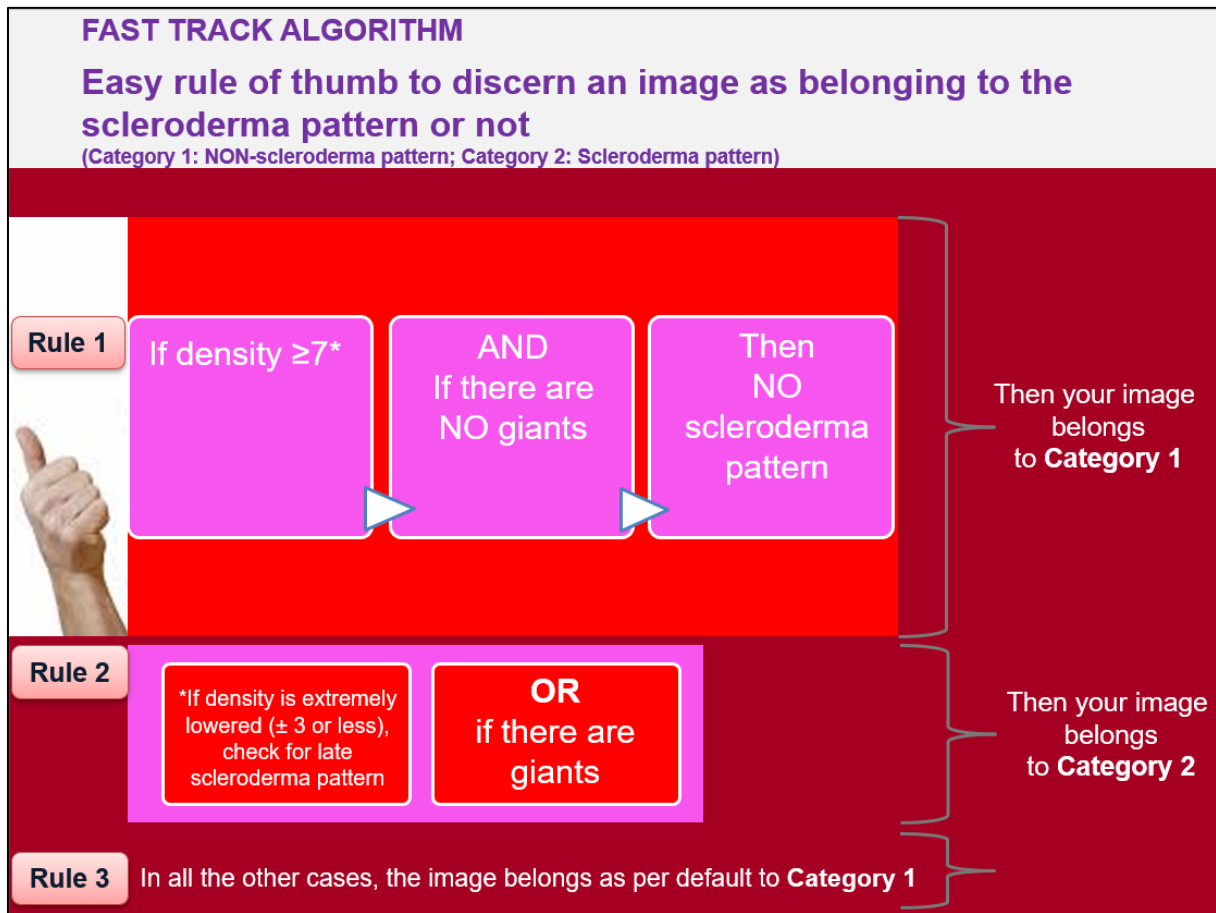 FAST TRACK ALGORITHM
Easy rule of thumb to discern an image as belonging to the
scleroderma pattern or not
(Category 1: NON-scleroderma pattern; Category 2: Scleroderma pattern)
Rule 1
If density ≥7*
AND
If there are
NO giants
Then
NO
scleroderma
pattern
Then your image
belongs
to Category 1
Rule 2
*If density is extremely
lowered (± 3 or less),
check for late
scleroderma pattern
OR
if there are
giants
Then your image
belongs
to Category 2
Rule 3
In all the other cases, the image belongs as per default to Category 1